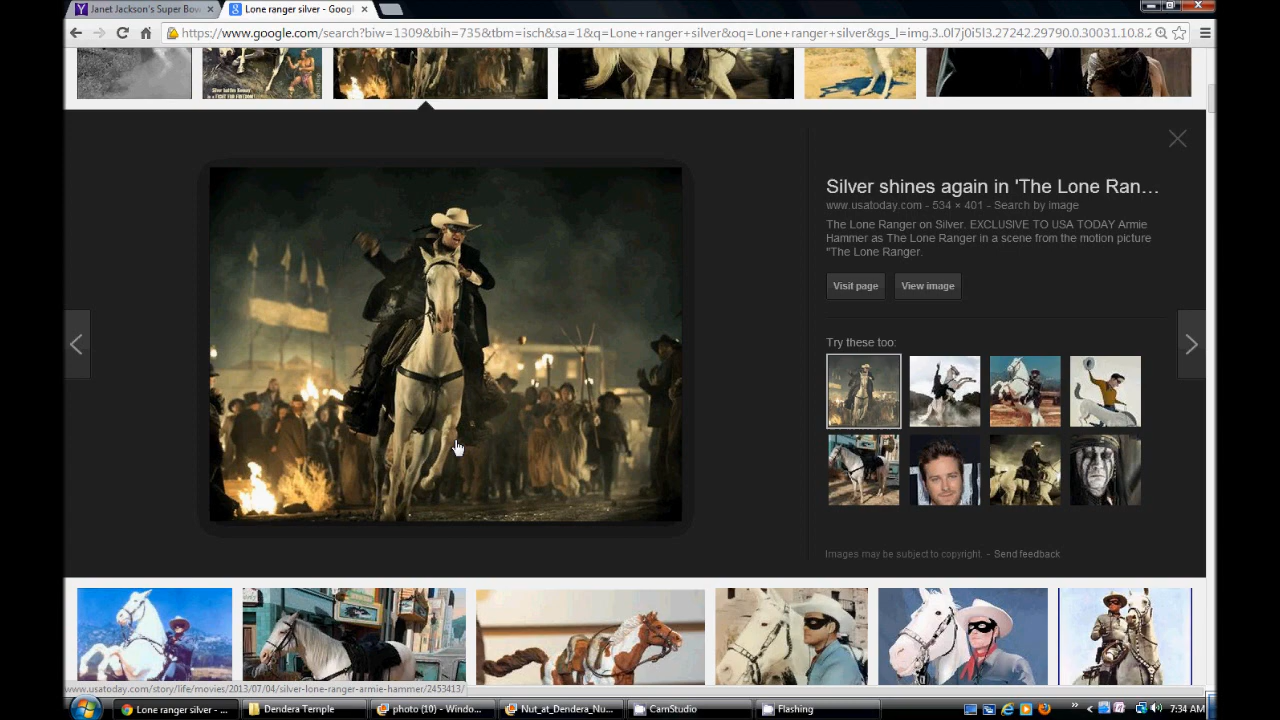 Janet Jackson's Super Bow
Lone ranger silver - Googl
https://www.google.com/search?biw=1309&bih=735&tbm=isch&sa=1&q=Lone+ranger+silver&oq=Lone+ranger+silver&gs_l=img.3.0l7j0i5l3.27242.29790.0.30031.10.8.2
Silver shines again in 'The Lone Ran…
www.usatoday.com - 534 × 401 - Search by image
The Lone Ranger on Silver. EXCLUSIVE TO USA TODAY Armie
Hammer as The Lone Ranger in a scene from the motion picture
"The Lone Ranger.
Visit page
View image
Try these too:
Images may be subject to copyright. - Send feedback
www.usatoday.com/story/life/movies/2013/07/04/silver-lone-ranger-armie-hammer/2453413/
Lone ranger silver - ...
Dendera Temple
photo (10) - Windo...
Nut_at_Dendera_Nu...
CamStudio
Flashing
7:34 AM